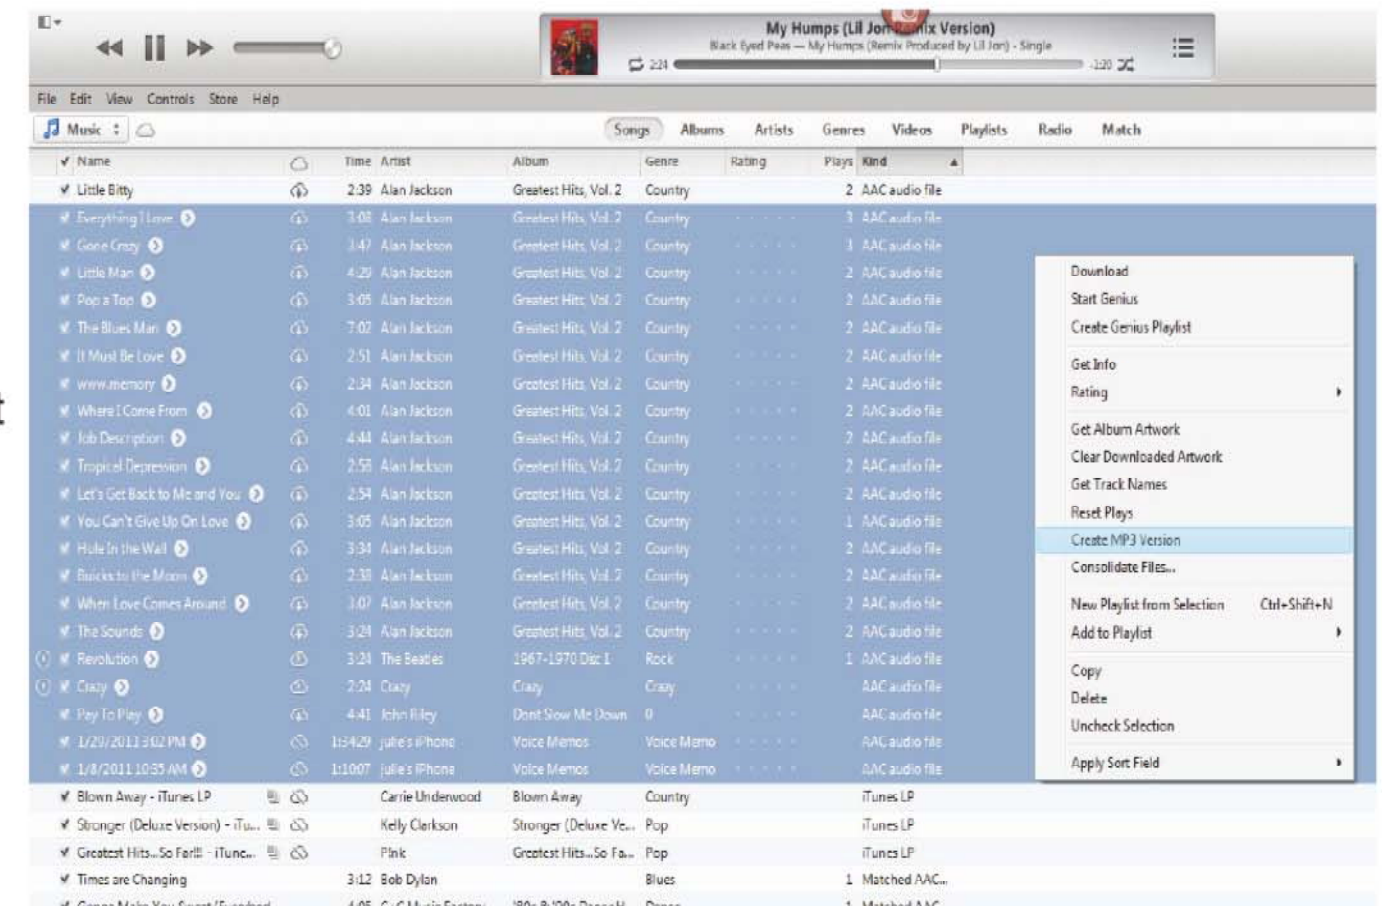 My Humps (Lil Jon Remix Version)
Black Eyed Peas — My Humps (Remix Produced by Lil Jon) - Single
2:24 -2:20
File Edit View Controls Store Help
Music Songs Albums Artists Genres Videos Playlists Radio Match
Name Time Artist Album Genre Rating Plays Kind
Little Bitty 2:39 Alan Jackson Greatest Hits, Vol. 2 Country 2 AAC audio file
Everything I Love 3:08 Alan Jackson Greatest Hits, Vol. 2 Country 3 AAC audio file
Gone Crazy 3:47 Alan Jackson Greatest Hits, Vol. 2 Country 3 AAC audio file
Little Man 4:29 Alan Jackson Greatest Hits, Vol. 2 Country 2 AAC audio file
Pop a Top 3:05 Alan Jackson Greatest Hits, Vol. 2 Country 2 AAC audio file
The Blues Man 7:02 Alan Jackson Greatest Hits, Vol. 2 Country 2 AAC audio file
It Must Be Love 2:51 Alan Jackson Greatest Hits, Vol. 2 Country 2 AAC audio file
www.memory 2:34 Alan Jackson Greatest Hits, Vol. 2 Country 2 AAC audio file
t
Where I Come From 4:01 Alan Jackson Greatest Hits, Vol. 2 Country 2 AAC audio file
Job Description 4:44 Alan Jackson Greatest Hits, Vol. 2 Country 2 AAC audio file
Tropical Depression 2:58 Alan Jackson Greatest Hits, Vol. 2 Country 2 AAC audio file
Let's Get Back to Me and You 2:54 Alan Jackson Greatest Hits, Vol. 2 Country 2 AAC audio file
You Can't Give Up On Love 3:05 Alan Jackson Greatest Hits, Vol. 2 Country 1 AAC audio file
Hole In the Wall 3:34 Alan Jackson Greatest Hits, Vol. 2 Country 2 AAC audio file
Buicks to the Moon 2:38 Alan Jackson Greatest Hits, Vol. 2 Country 2 AAC audio file
When Love Comes Around 3:07 Alan Jackson Greatest Hits, Vol. 2 Country 2 AAC audio file
The Sounds 3:24 Alan Jackson Greatest Hits, Vol. 2 Country 2 AAC audio file
Revolution 3:24 The Beatles 1967-1970 Disc 1 Rock 1 AAC audio file
Crazy 2:24 Crazy Crazy Crazy AAC audio file
Pay To Play 4:41 John Riley Dont Slow Me Down 0 AAC audio file
1/29/2011 3:02 PM 1:34:29 julie's iPhone Voice Memos Voice Memo AAC audio file
1/8/2011 10:35 AM 1:10:07 julie's iPhone Voice Memos Voice Memo AAC audio file
Blown Away - iTunes LP Carrie Underwood Blown Away Country iTunes LP
Stronger (Deluxe Version) - iTu... Kelly Clarkson Stronger (Deluxe Ve... Pop iTunes LP
Greatest Hits...So Far!!! - iTune... P!nk Greatest Hits...So Fa... Pop iTunes LP
Times are Changing 3:12 Bob Dylan Blues 1 Matched AAC...
Gonna Make You Sweat 4:05 C+C Music Factory Dance 1 Matched AAC
Download
Start Genius
Create Genius Playlist
Get Info
Rating
Get Album Artwork
Clear Downloaded Artwork
Get Track Names
Reset Plays
Create MP3 Version
Consolidate Files...
New Playlist from Selection Ctrl+Shift+N
Add to Playlist
Copy
Delete
Uncheck Selection
Apply Sort Field